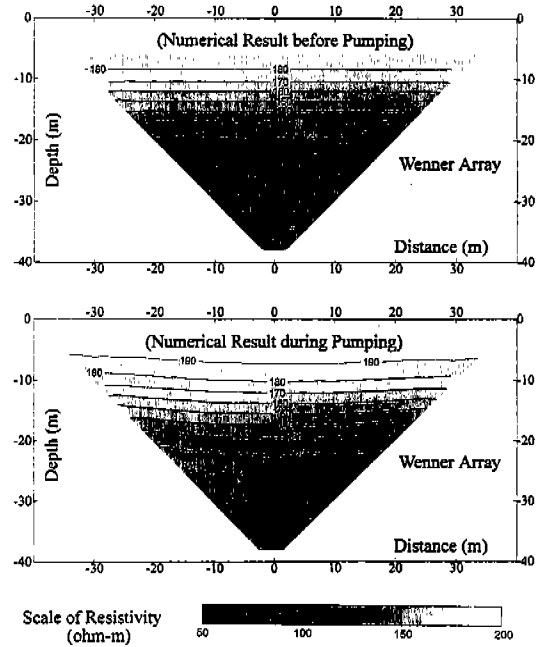 -30 -20 -10 0 10 20 30
0 0
(Numerical Result before Pumping)
180 180
-10 170 -10
-20 -20
Depth (m)
Wenner Array
-30 -30
Distance (m)
-40 -40
-30 -20 -10 0 10 20 30
-30 -20 -10 0 10 20 30
0 0
(Numerical Result during Pumping)
190 190
180 180
-10 170 -10
-20 -20
Depth (m)
Wenner Array
-30 -30
Distance (m)
-40 -40
-30 -20 -10 0 10 20 30
Scale of Resistivity
(ohm-m)
50 100 150 200